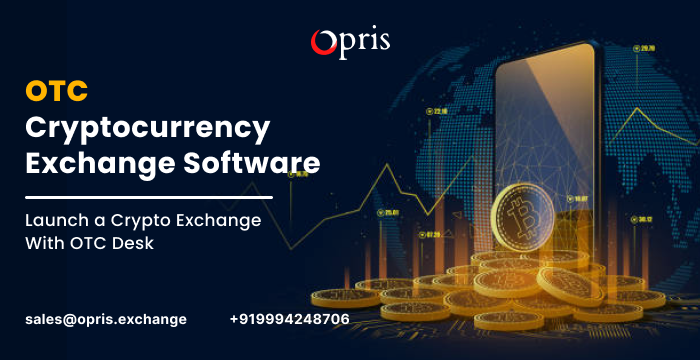 Opris
OTC
Cryptocurrency
Exchange Software
Launch a Crypto Exchange
With OTC Desk
sales@opris.exchange
+919994248706